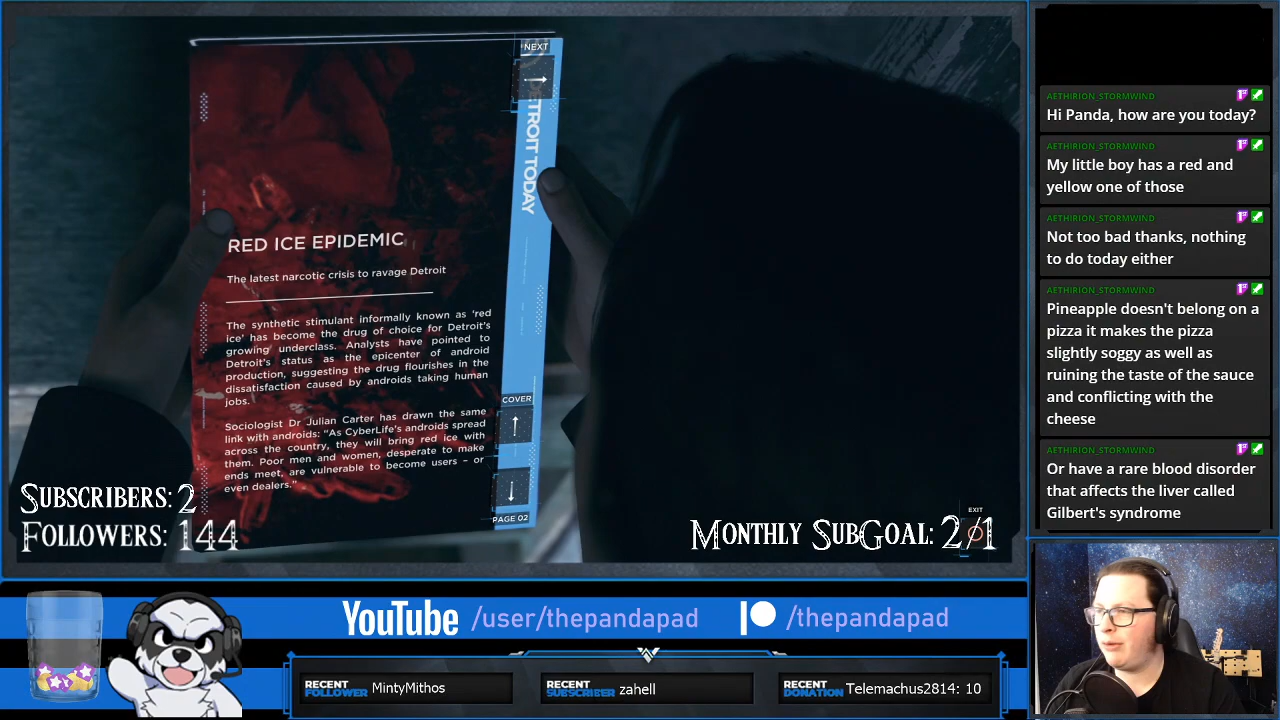 NEXT
DETROIT TODAY
RED ICE EPIDEMIC
The latest narcotic crisis to ravage Detroit
The synthetic stimulant informally known as 'red
ice' has become the drug of choice for Detroit's
growing underclass. Analysts have pointed to
Detroit's status as the epicenter of android
production, suggesting the drug flourishes in the
dissatisfaction caused by androids taking human
jobs.
Sociologist Dr Julian Carter has drawn the same
link with androids: "As CyberLife's androids spread
across the country, they will bring red ice with
them. Poor men and women, desperate to make
ends meet, are vulnerable to become users – or
even dealers."
COVER
PAGE 02
EXIT
SUBSCRIBERS: 2
FOLLOWERS: 144
MONTHLY SUBGOAL: 2/1
AETHIRION_STORMWIND
Hi Panda, how are you today?
AETHIRION_STORMWIND
My little boy has a red and
yellow one of those
AETHIRION_STORMWIND
Not too bad thanks, nothing
to do today either
AETHIRION_STORMWIND
Pineapple doesn't belong on a
pizza it makes the pizza
slightly soggy as well as
ruining the taste of the sauce
and conflicting with the
cheese
AETHIRION_STORMWIND
Or have a rare blood disorder
that affects the liver called
Gilbert's syndrome
YouTube /user/thepandapad
/thepandapad
RECENT FOLLOWER MintyMithos
RECENT SUBSCRIBER zahell
RECENT DONATION Telemachus2814: 10